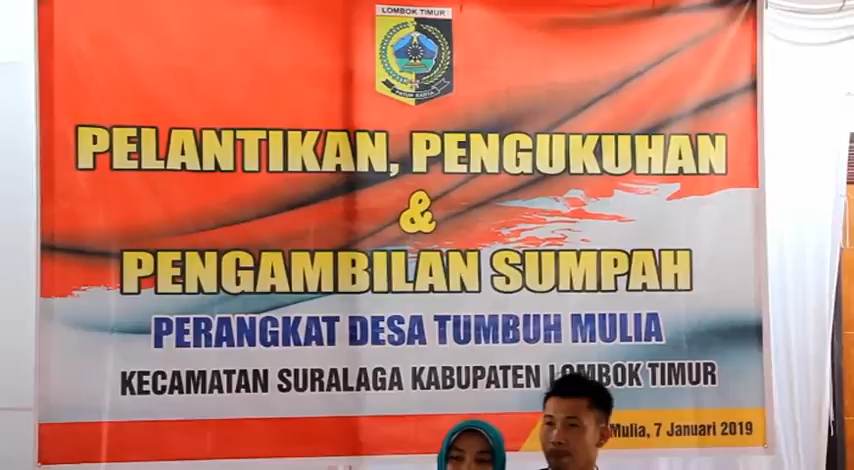 LOMBOK TIMUR
PATUH KARYA
PELANTIKAN, PENGUKUHAN
&
PENGAMBILAN SUMPAH
PERANGKAT DESA TUMBUH MULIA
KECAMATAN SURALAGA KABUPATEN LOMBOK TIMUR
Mulia, 7 Januari 2019